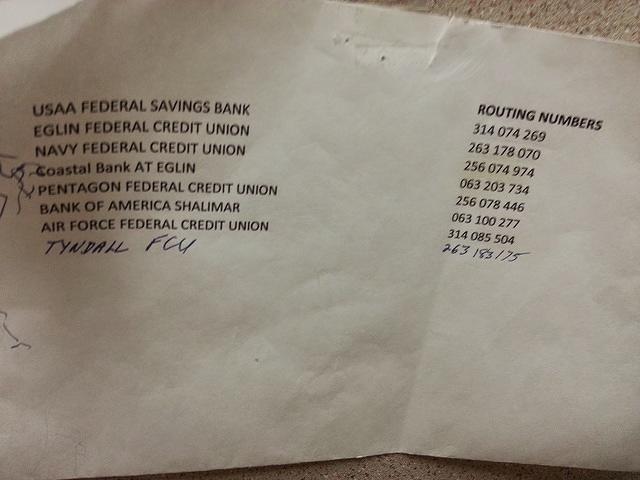 ROUTING NUMBERS
USAA FEDERAL SAVINGS BANK 314 074 269
EGLIN FEDERAL CREDIT UNION 263 178 070
NAVY FEDERAL CREDIT UNION 256 074 974
Coastal Bank AT EGLIN 063 203 734
PENTAGON FEDERAL CREDIT UNION 256 078 446
BANK OF AMERICA SHALIMAR 063 100 277
AIR FORCE FEDERAL CREDIT UNION 314 085 504
TYNDALL FCU 263 183 175